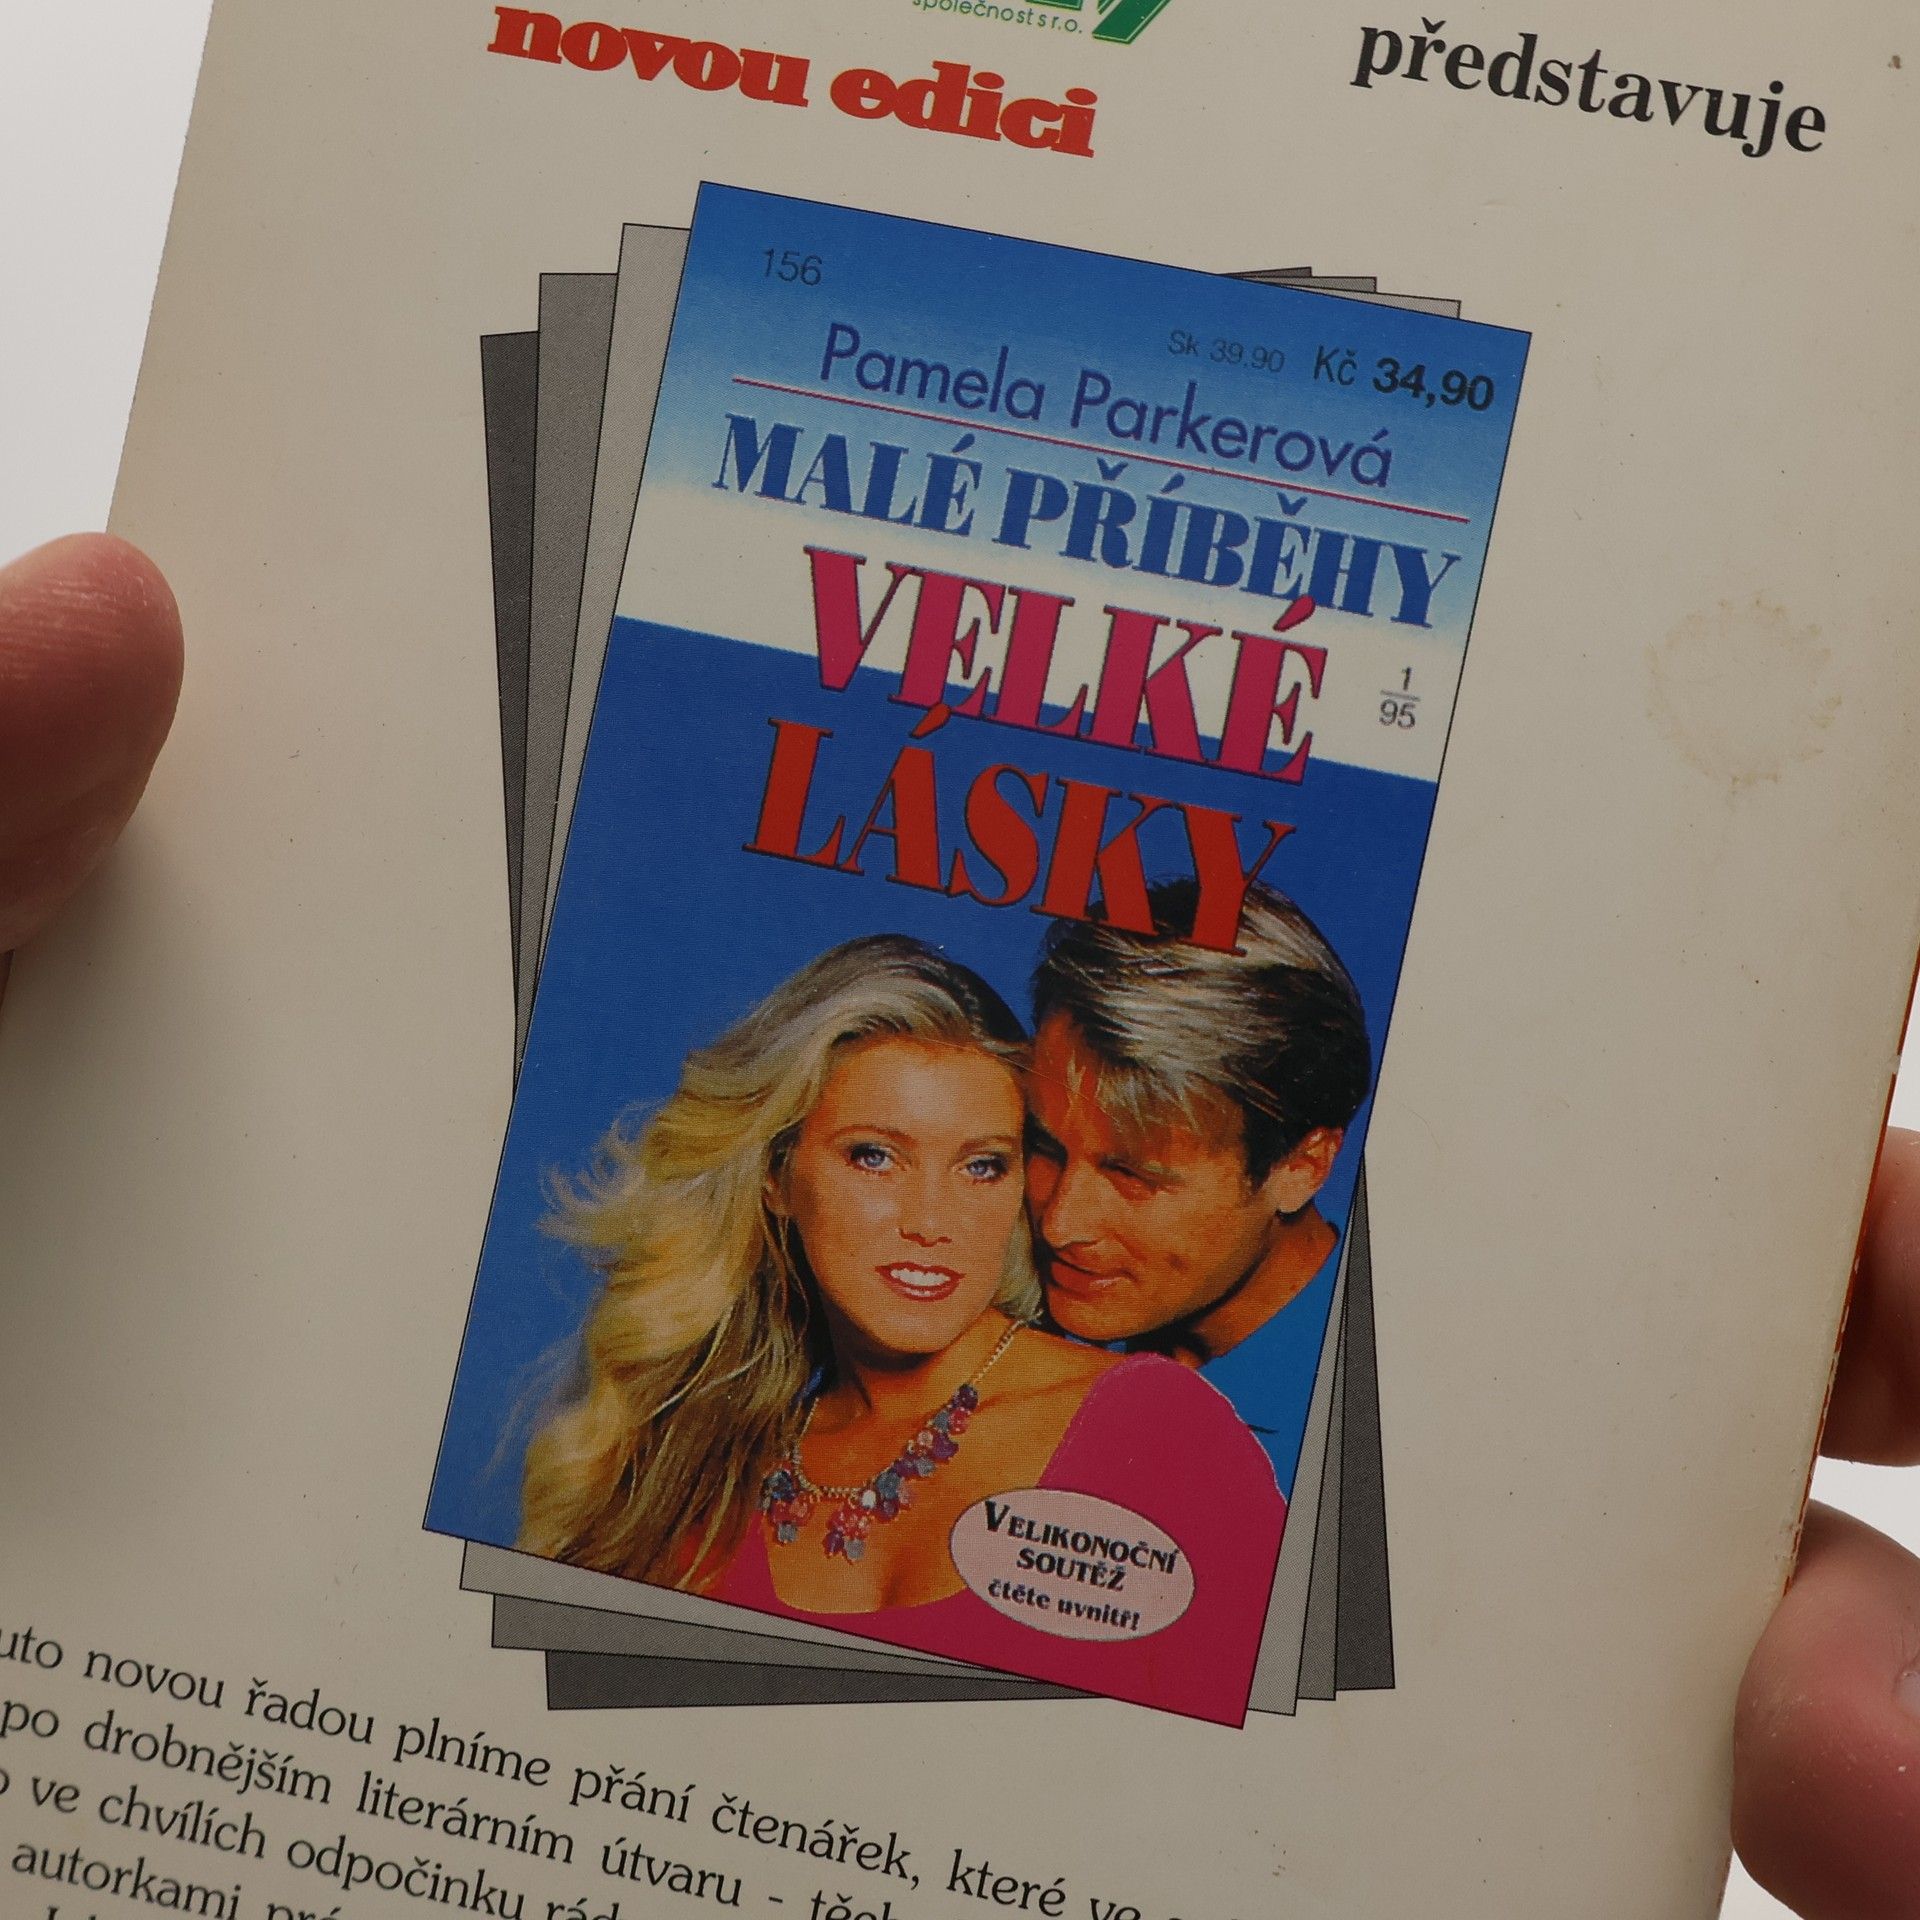 společnost s r.o.
představuje
novou edici
156
Sk 39.90 Kč 34,90
Pamela Parkerová
MALÉ PŘÍBĚHY
VELKÉ
1
95
LÁSKY
VELIKONOČNÍ
SOUTĚŽ
čtěte uvnitř!
novou řadou plníme přání čtenářek, které
po drobnějším literárním útvaru -
ve chvílích odpočinku
autorkami